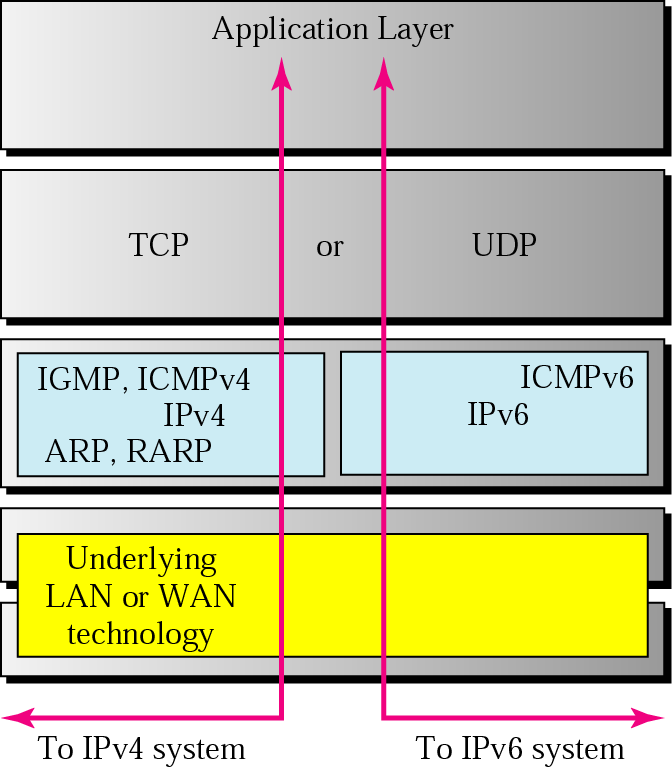 Application Layer
TCP or UDP
IGMP, ICMPv4
IPv4
ARP, RARP
ICMPv6
IPv6
Underlying
LAN or WAN
technology
To IPv4 system
To IPv6 system